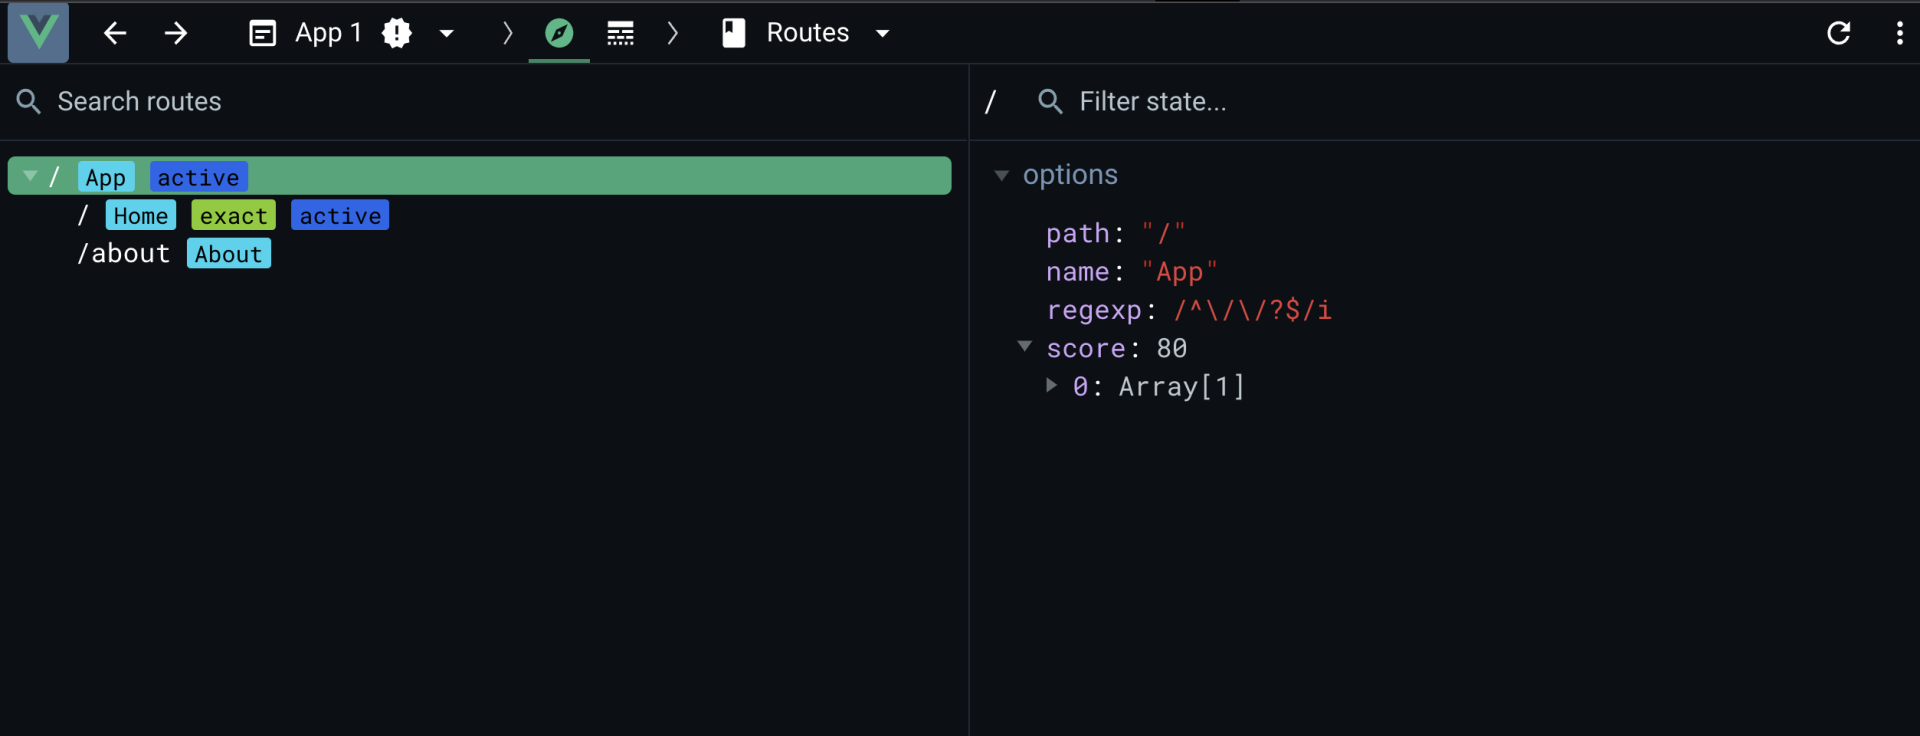 App 1 Routes
Search routes
/ Filter state...
/ App active
/ Home exact active
/about About
options
path: "/"
name: "App"
regexp: /^\/\/?$/i
score: 80
0: Array[1]